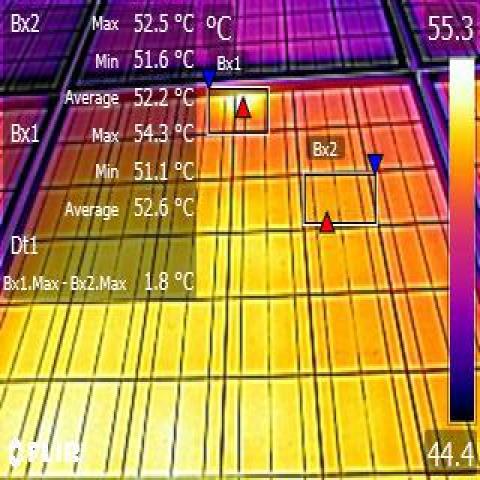 Bx2 Max 52.5 °C °C 55.3
Min 51.6 °C Bx1
Average 52.2 °C
Bx1 Max 54.3 °C
Min 51.1 °C Bx2
Average 52.6 °C
Dt1
Bx1.Max - Bx2.Max 1.8 °C
FLIR 44.4